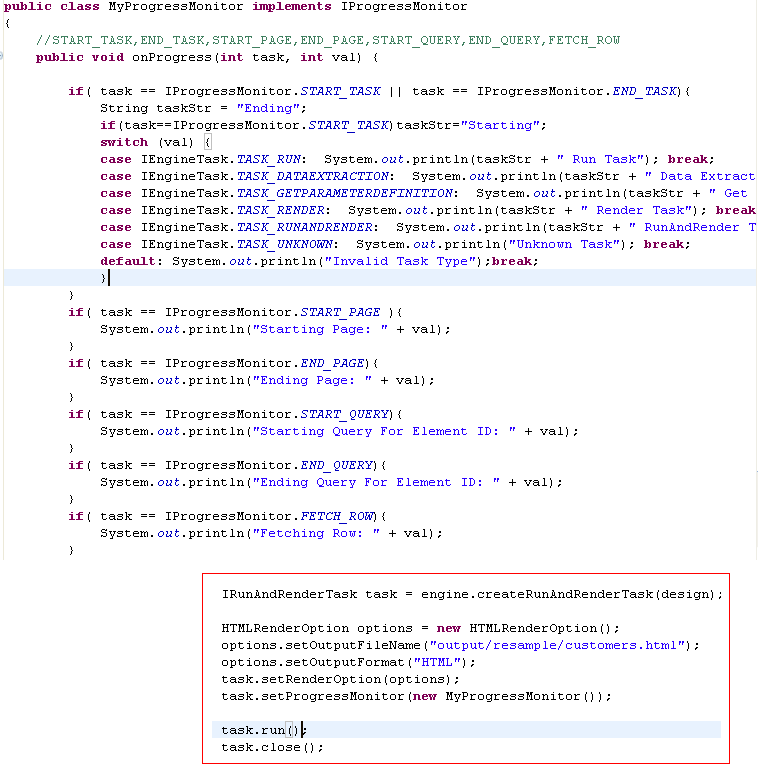 public class MyProgressMonitor implements IProgressMonitor
{
    //START_TASK,END_TASK,START_PAGE,END_PAGE,START_QUERY,END_QUERY,FETCH_ROW
    public void onProgress(int task, int val) {
        if( task == IProgressMonitor.START_TASK || task == IProgressMonitor.END_TASK){
            String taskStr = "Ending";
            if(task==IProgressMonitor.START_TASK)taskStr="Starting";
            switch (val) {
            case IEngineTask.TASK_RUN:  System.out.println(taskStr + " Run Task"); break;
            case IEngineTask.TASK_DATAEXTRACTION:  System.out.println(taskStr + " Data Extract
            case IEngineTask.TASK_GETPARAMETERDEFINITION:  System.out.println(taskStr + " Get
            case IEngineTask.TASK_RENDER:  System.out.println(taskStr + " Render Task"); break
            case IEngineTask.TASK_RUNANDRENDER:  System.out.println(taskStr + " RunAndRender T
            case IEngineTask.TASK_UNKNOWN:  System.out.println("Unknown Task"); break;
            default: System.out.println("Invalid Task Type");break;
            }
        }
        if( task == IProgressMonitor.START_PAGE ){
            System.out.println("Starting Page: " + val);
        }
        if( task == IProgressMonitor.END_PAGE){
            System.out.println("Ending Page: " + val);
        }
        if( task == IProgressMonitor.START_QUERY){
            System.out.println("Starting Query For Element ID: " + val);
        }
        if( task == IProgressMonitor.END_QUERY){
            System.out.println("Ending Query For Element ID: " + val);
        }
        if( task == IProgressMonitor.FETCH_ROW){
            System.out.println("Fetching Row: " + val);
        }
IRunAndRenderTask task = engine.createRunAndRenderTask(design);
HTMLRenderOption options = new HTMLRenderOption();
options.setOutputFileName("output/resample/customers.html");
options.setOutputFormat("HTML");
task.setRenderOption(options);
task.setProgressMonitor(new MyProgressMonitor());
task.run();
task.close();